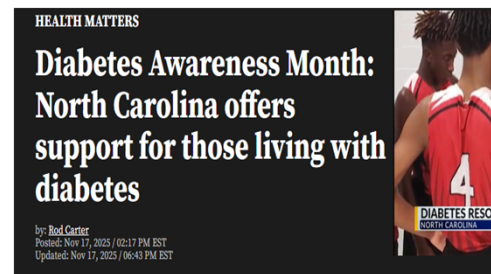 HEALTH MATTERS
Diabetes Awareness Month:
North Carolina offers
support for those living with
diabetes
by: Rod Carter
Posted: Nov 17, 2025 / 02:17 PM EST
Updated: Nov 17, 2025 / 06:43 PM EST
4
DIABETES RESO
NORTH CAROLINA